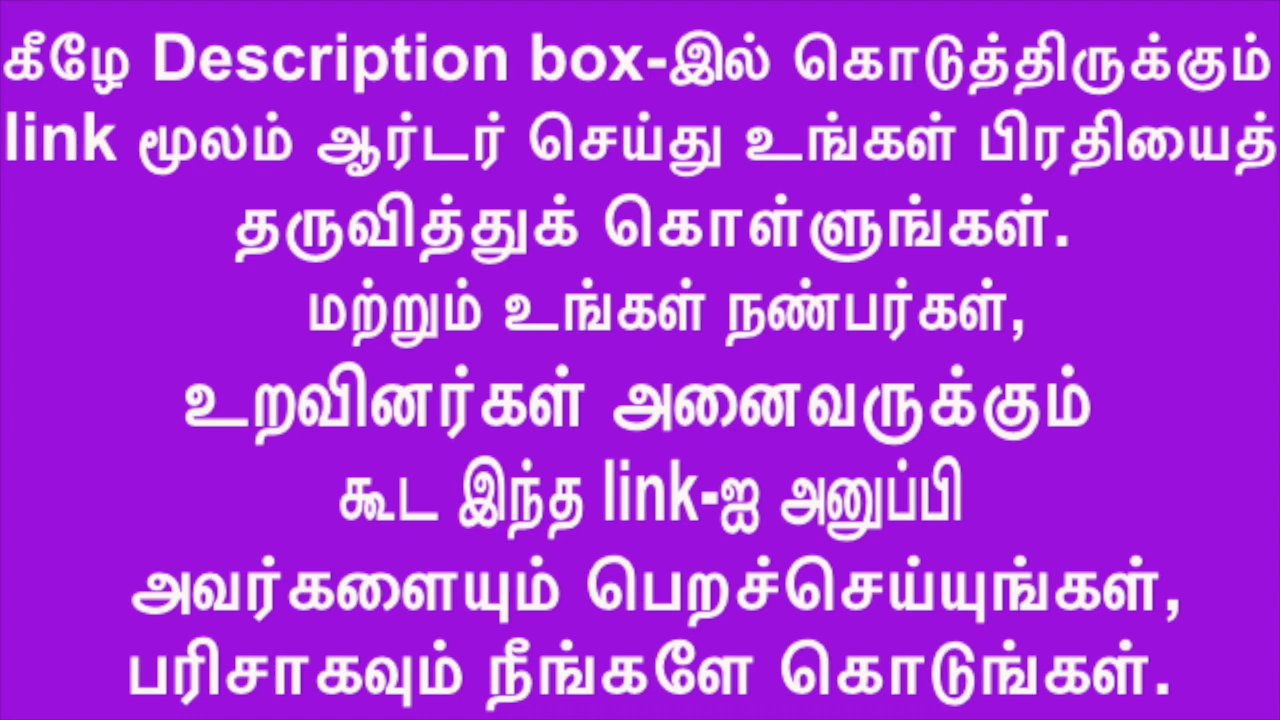 கீழே Description box-இல் கொடுத்திருக்கும்
link மூலம் ஆர்டர் செய்து உங்கள் பிரதியைத்
தருவித்துக் கொள்ளுங்கள்.
மற்றும் உங்கள் நண்பர்கள்,
உறவினர்கள் அனைவருக்கும்
கூட இந்த link-ஐ அனுப்பி
அவர்களையும் பெறச்செய்யுங்கள்,
பரிசாகவும் நீங்களே கொடுங்கள்.